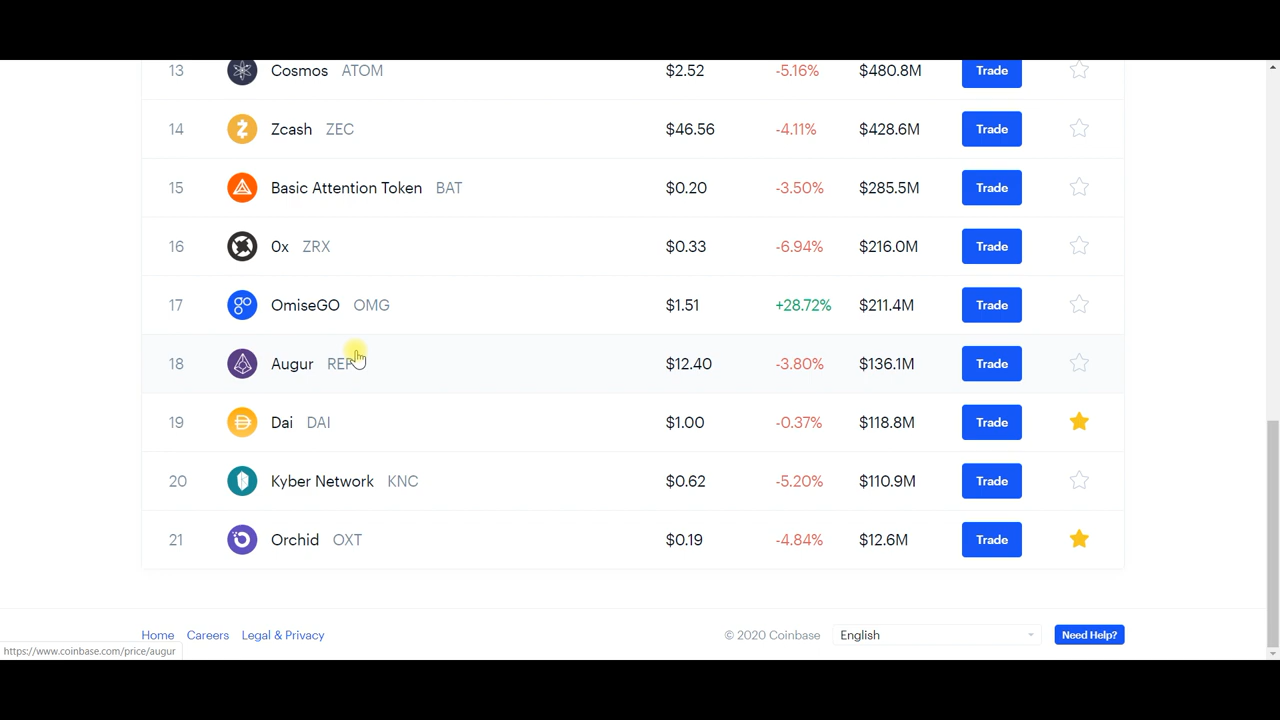 13 Cosmos ATOM $2.52 -5.16% $480.8M Trade
14 Zcash ZEC $46.56 -4.11% $428.6M Trade
15 Basic Attention Token BAT $0.20 -3.50% $285.5M Trade
16 0x ZRX $0.33 -6.94% $216.0M Trade
17 OmiseGO OMG $1.51 +28.72% $211.4M Trade
18 Augur REP $12.40 -3.80% $136.1M Trade
19 Dai DAI $1.00 -0.37% $118.8M Trade
20 Kyber Network KNC $0.62 -5.20% $110.9M Trade
21 Orchid OXT $0.19 -4.84% $12.6M Trade
Home Careers Legal & Privacy © 2020 Coinbase English Need Help?
https://www.coinbase.com/price/augur